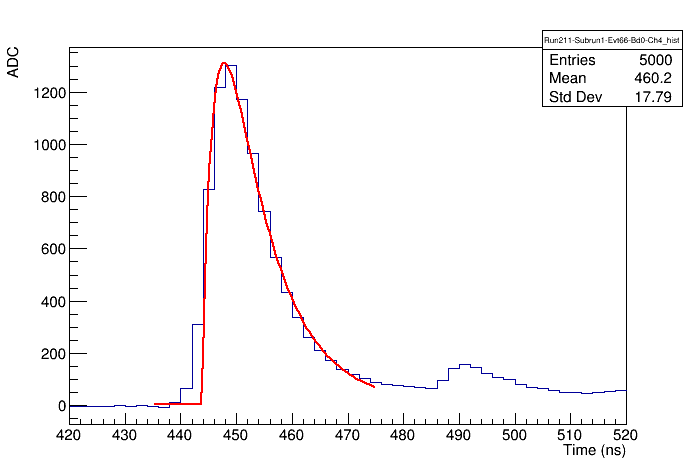 Run211-Subrun1-Evt66-Bd0-Ch4_hist
Entries 5000
Mean 460.2
Std Dev 17.79
ADC
1200
1000
800
600
400
200
0
420 430 440 450 460 470 480 490 500 510 520
Time (ns)